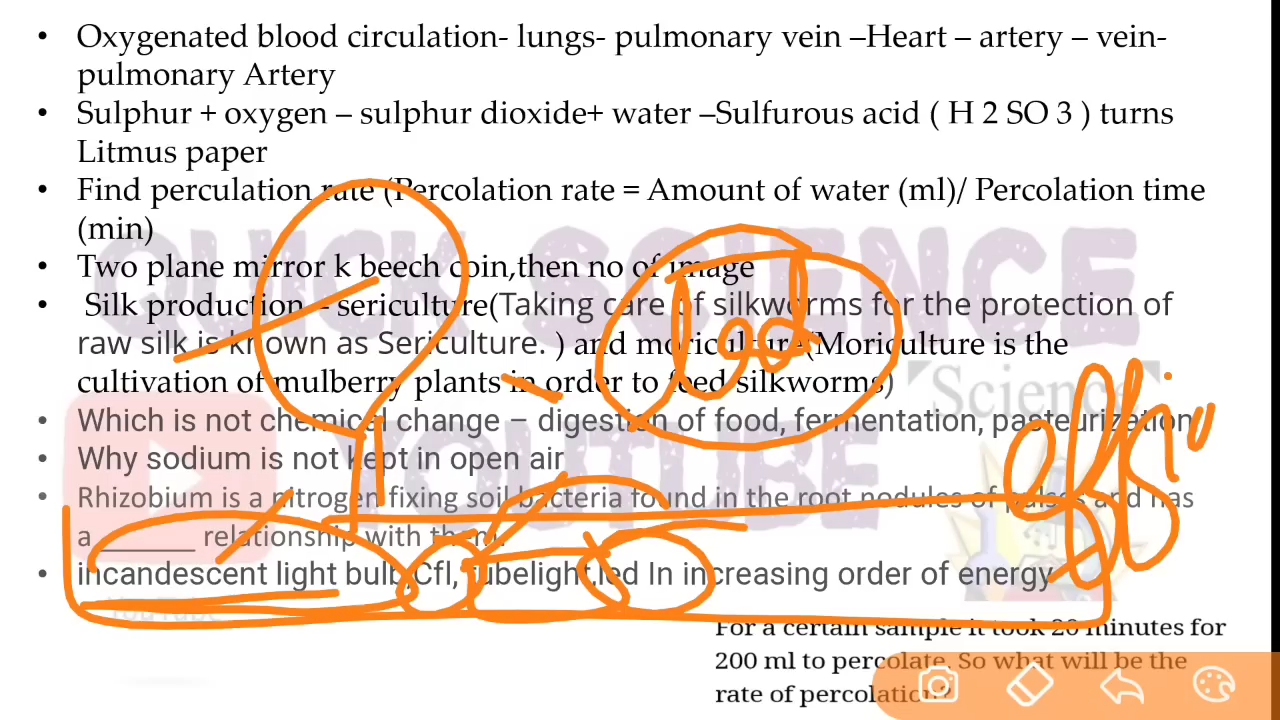 • Oxygenated blood circulation- lungs- pulmonary vein –Heart – artery – vein-
pulmonary Artery
• Sulphur + oxygen – sulphur dioxide+ water –Sulfurous acid ( H 2 SO 3 ) turns
Litmus paper
• Find perculation rate (Percolation rate = Amount of water (ml)/ Percolation time
(min)
• Two plane mirror k beech coin,then no of image
• Silk production – sericulture(Taking care of silkworms for the protection of
raw silk is known as Sericulture. ) and moriculture(Moriculture is the
cultivation of mulberry plants in order to feed silkworms)
• Which is not chemical change – digestion of food, fermentation, pasteurization
• Why sodium is not kept in open air
• Rhizobium is a nitrogen fixing soil bacteria found in the root nodules of pulses and has
a ______ relationship with them.
• incandescent light bulb,Cfl, tubelight,led In increasing order of energy
For a certain sample it took 20 minutes for
200 ml to percolate. So what will be the
rate of percolation?
QUICK SCIENCE
YOUTUBE
Science
YouTube
led